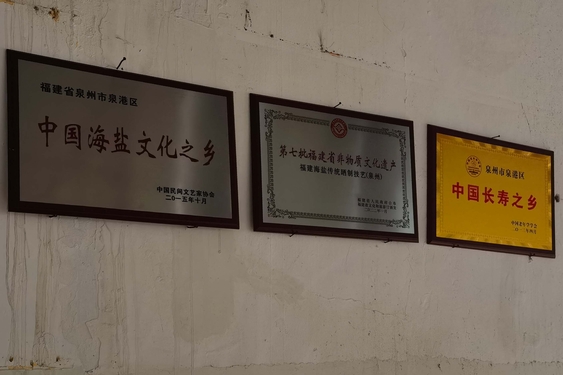 福建省泉州市泉港区
中国海盐文化之乡
中国民间文艺家协会
二〇一五年十月
第七批福建省非物质文化遗产
福建海盐传统晒制技艺(泉州)
泉州市泉港区
中国长寿之乡